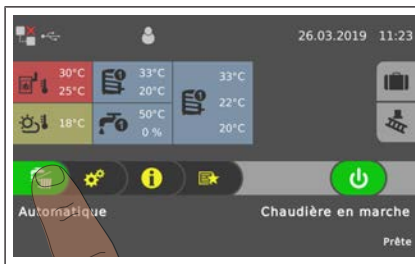 26.03.2019 11:23
30°C 33°C 33°C
25°C 20°C
22°C
18°C 50°C
0 % 20°C
Automatique Chaudière en marche
Prête